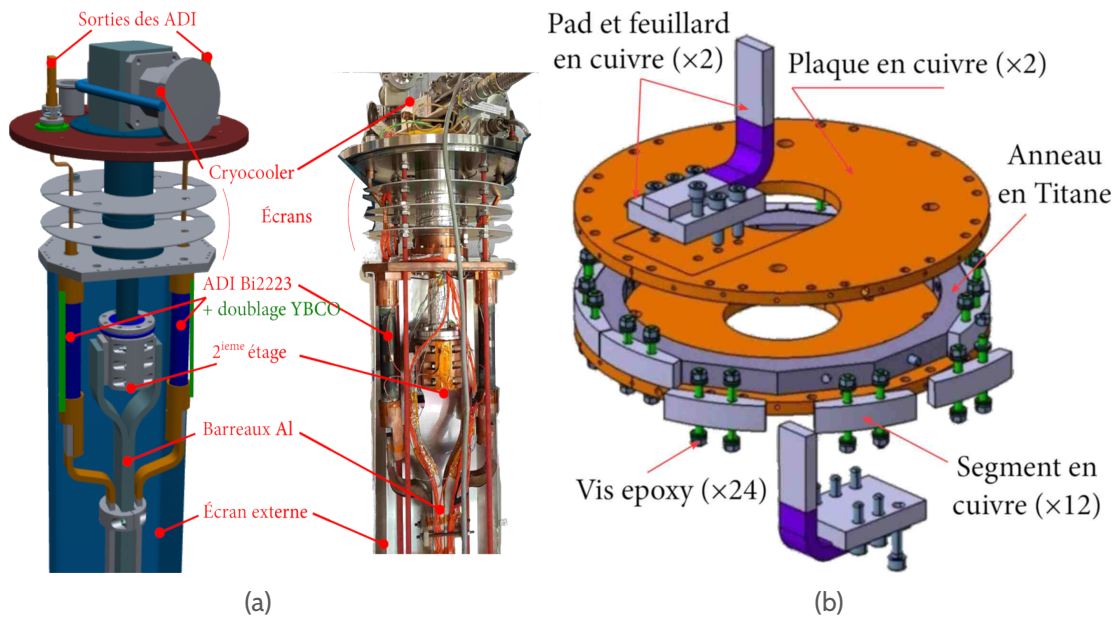 Sorties des ADI
Cryocooler
Écrans
ADI Bi2223
+ doublage YBCO
2ieme étage
Barreaux Al
Écran externe
(a)
Pad et feuillard
en cuivre (×2)
Plaque en cuivre (×2)
Anneau
en Titane
Vis epoxy (×24)
Segment en
cuivre (×12)
(b)